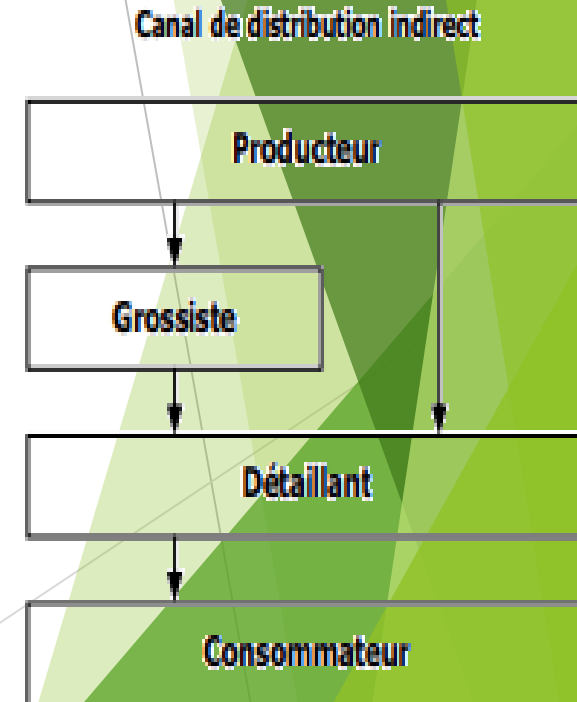 Canal de distribution indirect
Producteur
Grossiste
Détaillant
Consommateur